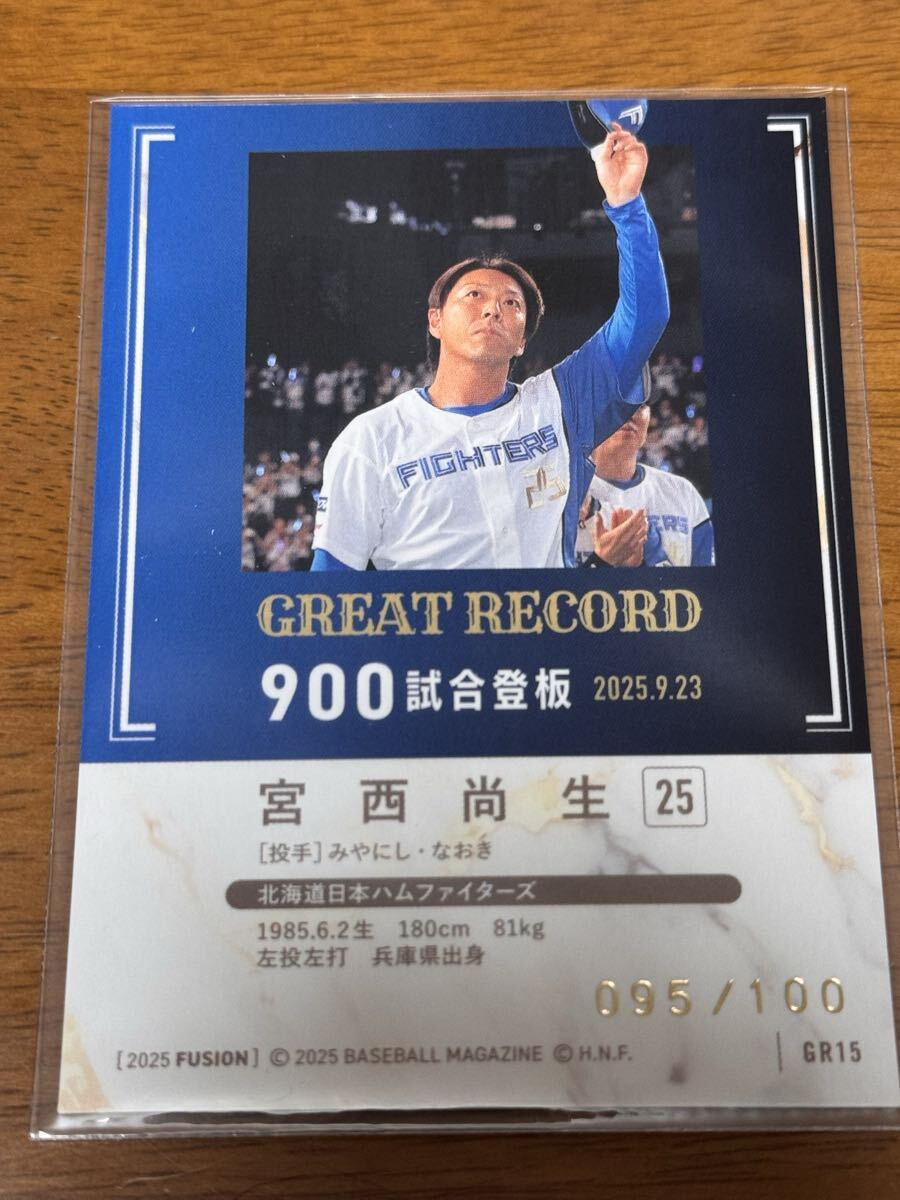 F
FIGHTERS
25
ERS
GREAT RECORD
900試合登板 2025.9.23
宮西尚生 25
[投手]みやにし・なおき
北海道日本ハムファイターズ
1985.6.2生 180cm 81kg
左投左打 兵庫県出身
095/100
[2025 FUSION] © 2025 BASEBALL MAGAZINE © H.N.F. GR15